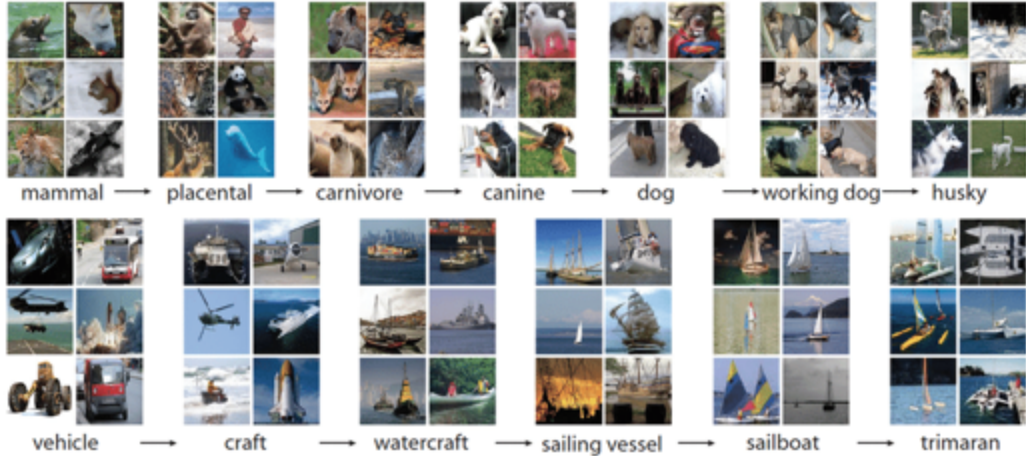 mammal → placental → carnivore → canine → dog → working dog → husky
vehicle → craft → watercraft → sailing vessel → sailboat → trimaran